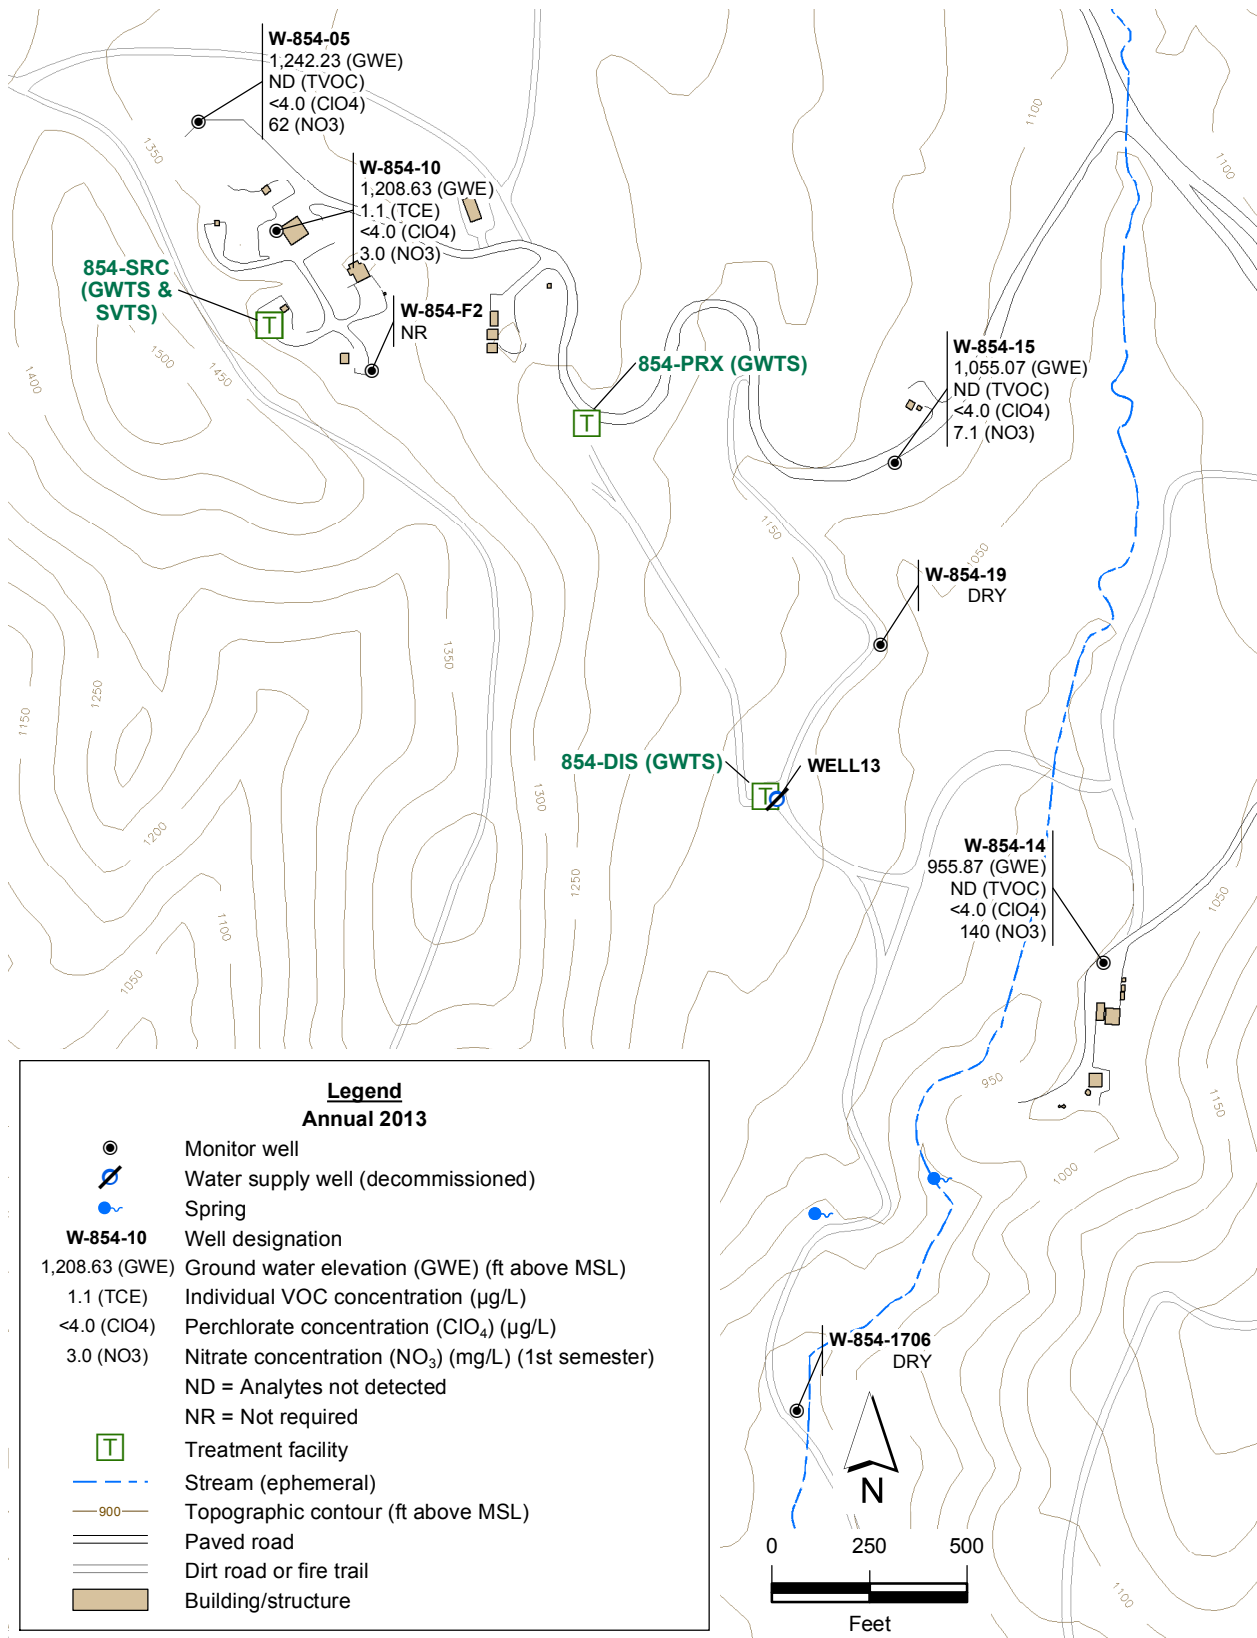 W-854-05
1,242.23 (GWE)
ND (TVOC)
<4.0 (ClO4)
62 (NO3)
W-854-10
1,208.63 (GWE)
1.1 (TCE)
<4.0 (ClO4)
3.0 (NO3)
854-SRC
(GWTS &
SVTS)
T
W-854-F2
NR
854-PRX (GWTS)
T
W-854-15
1,055.07 (GWE)
ND (TVOC)
<4.0 (ClO4)
7.1 (NO3)
W-854-19
DRY
854-DIS (GWTS)
T
WELL13
W-854-14
955.87 (GWE)
ND (TVOC)
<4.0 (ClO4)
140 (NO3)
W-854-1706
DRY
1350
1100
1100
1500
1450
1400
1150
1050
1350
1250
1150
1300
1200
1250
1100
1050
1050
950
1000
1150
1100
Legend
Annual 2013
Monitor well
Water supply well (decommissioned)
Spring
W-854-10 Well designation
1,208.63 (GWE) Ground water elevation (GWE) (ft above MSL)
1.1 (TCE) Individual VOC concentration (µg/L)
<4.0 (ClO4) Perchlorate concentration (ClO₄) (µg/L)
3.0 (NO3) Nitrate concentration (NO₃) (mg/L) (1st semester)
ND = Analytes not detected
NR = Not required
T Treatment facility
Stream (ephemeral)
900 Topographic contour (ft above MSL)
Paved road
Dirt road or fire trail
Building/structure
N
0 250 500
Feet